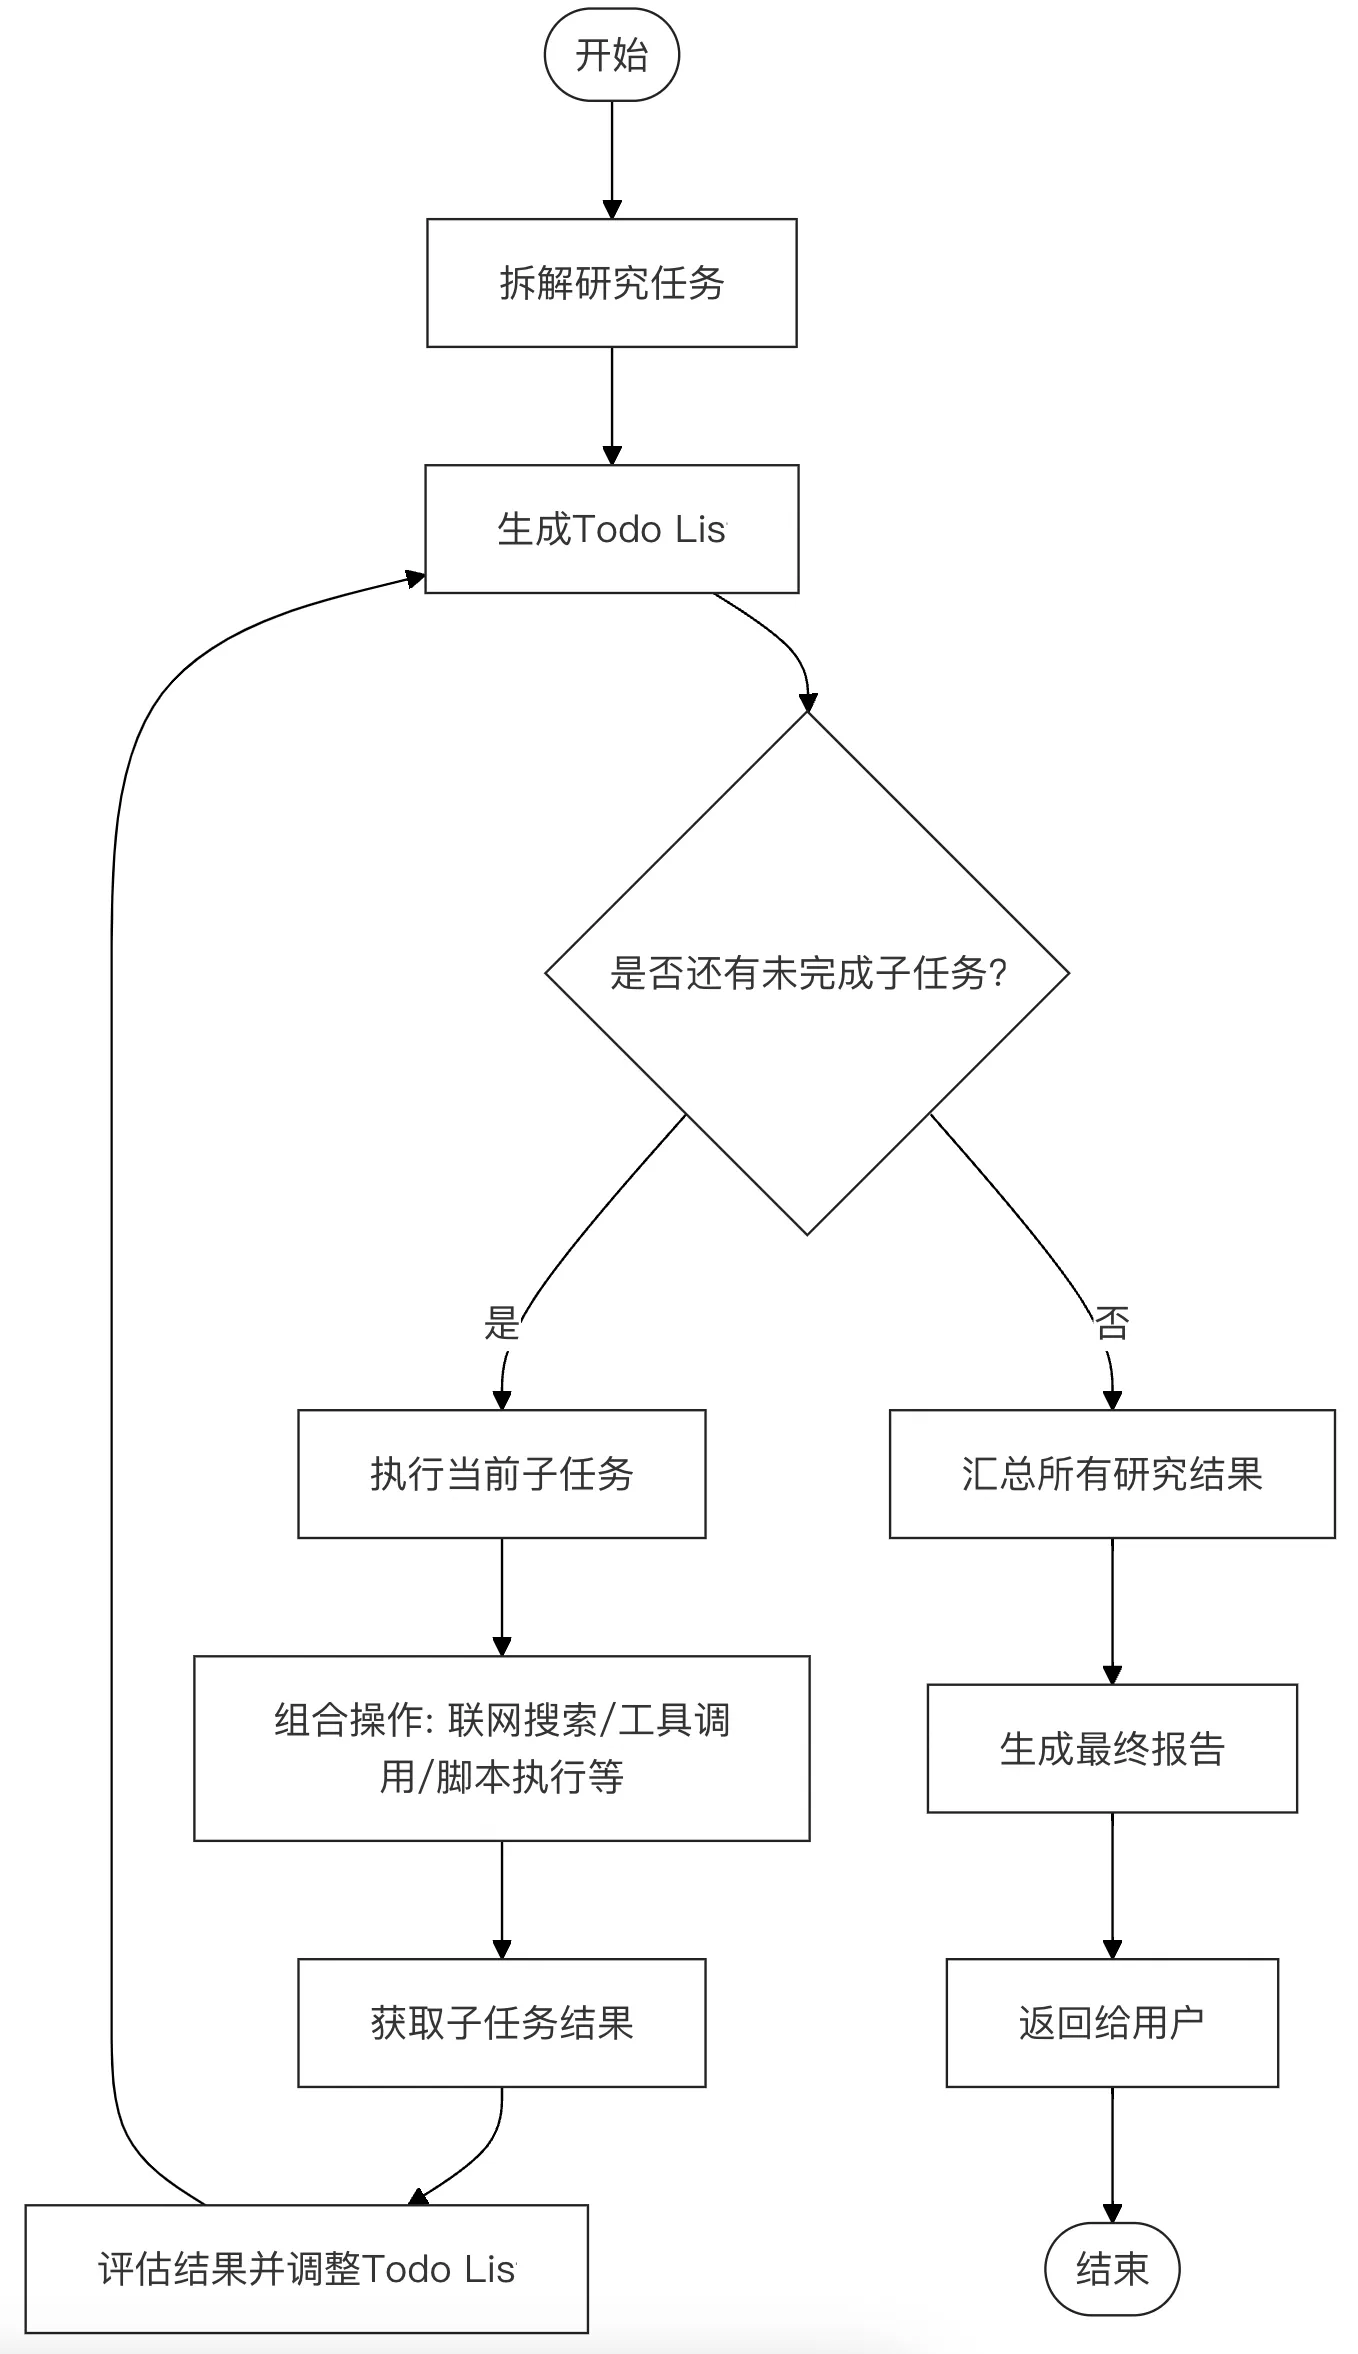 开始
拆解研究任务
生成Todo Lis
是否还有未完成子任务?
是
否
执行当前子任务
汇总所有研究结果
组合操作: 联网搜索/工具调
用/脚本执行等
生成最终报告
获取子任务结果
返回给用户
评估结果并调整Todo Lis
结束